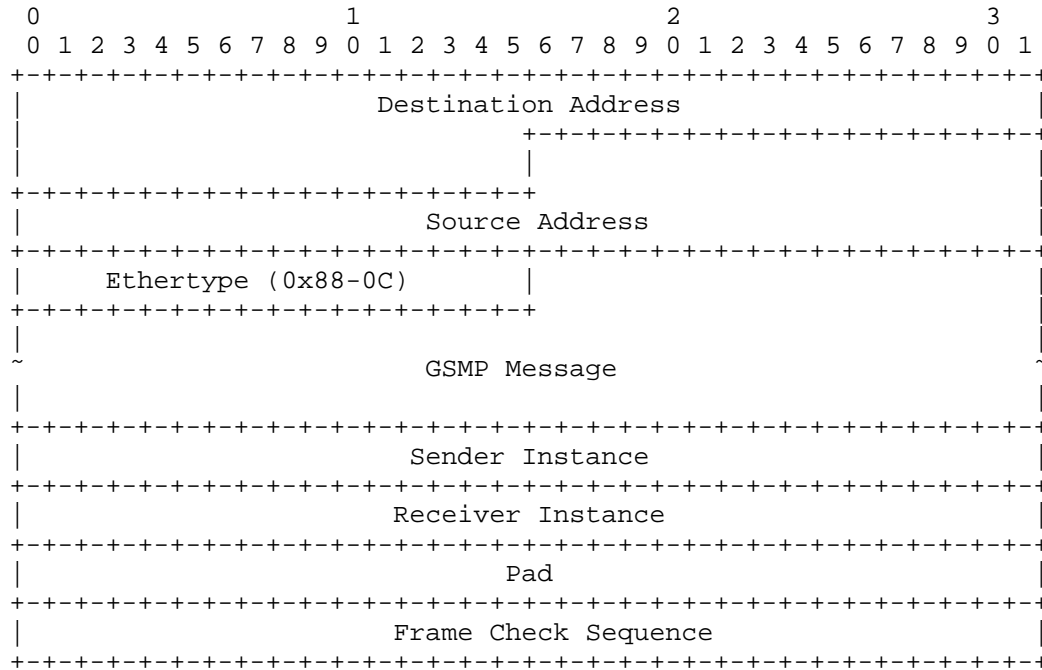 0                   1                   2                   3
 0 1 2 3 4 5 6 7 8 9 0 1 2 3 4 5 6 7 8 9 0 1 2 3 4 5 6 7 8 9 0 1
+-+-+-+-+-+-+-+-+-+-+-+-+-+-+-+-+-+-+-+-+-+-+-+-+-+-+-+-+-+-+-+-+
|                      Destination Address                      |
|                               +-+-+-+-+-+-+-+-+-+-+-+-+-+-+-+-+
|                               |                               |
+-+-+-+-+-+-+-+-+-+-+-+-+-+-+-+-+                               |
|                         Source Address                        |
+-+-+-+-+-+-+-+-+-+-+-+-+-+-+-+-+-+-+-+-+-+-+-+-+-+-+-+-+-+-+-+-+
|     Ethertype (0x88-0C)       |                               |
+-+-+-+-+-+-+-+-+-+-+-+-+-+-+-+-+                               |
|                                                               |
~                         GSMP Message                          ~
|                                                               |
+-+-+-+-+-+-+-+-+-+-+-+-+-+-+-+-+-+-+-+-+-+-+-+-+-+-+-+-+-+-+-+-+
|                        Sender Instance                        |
+-+-+-+-+-+-+-+-+-+-+-+-+-+-+-+-+-+-+-+-+-+-+-+-+-+-+-+-+-+-+-+-+
|                       Receiver Instance                       |
+-+-+-+-+-+-+-+-+-+-+-+-+-+-+-+-+-+-+-+-+-+-+-+-+-+-+-+-+-+-+-+-+
|                              Pad                              |
+-+-+-+-+-+-+-+-+-+-+-+-+-+-+-+-+-+-+-+-+-+-+-+-+-+-+-+-+-+-+-+-+
|                       Frame Check Sequence                    |
+-+-+-+-+-+-+-+-+-+-+-+-+-+-+-+-+-+-+-+-+-+-+-+-+-+-+-+-+-+-+-+-+